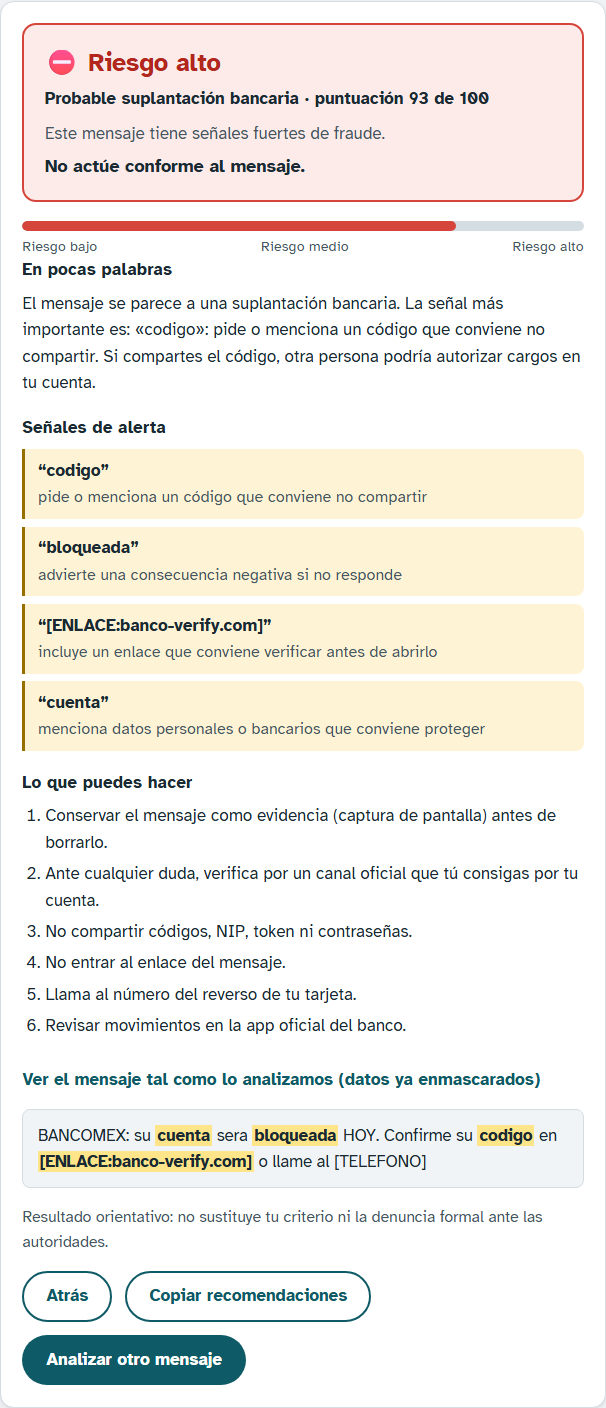 Riesgo alto
Probable suplantación bancaria · puntuación 93 de 100
Este mensaje tiene señales fuertes de fraude.
No actúe conforme al mensaje.
Riesgo bajo Riesgo medio Riesgo alto
En pocas palabras
El mensaje se parece a una suplantación bancaria. La señal más
importante es: «codigo»: pide o menciona un código que conviene no
compartir. Si compartes el código, otra persona podría autorizar cargos en
tu cuenta.
Señales de alerta
“codigo”
pide o menciona un código que conviene no compartir
“bloqueada”
advierte una consecuencia negativa si no responde
“[ENLACE:banco-verify.com]”
incluye un enlace que conviene verificar antes de abrirlo
“cuenta”
menciona datos personales o bancarios que conviene proteger
Lo que puedes hacer
1. Conservar el mensaje como evidencia (captura de pantalla) antes de
borrarlo.
2. Ante cualquier duda, verifica por un canal oficial que tú consigas por tu
cuenta.
3. No compartir códigos, NIP, token ni contraseñas.
4. No entrar al enlace del mensaje.
5. Llama al número del reverso de tu tarjeta.
6. Revisar movimientos en la app oficial del banco.
Ver el mensaje tal como lo analizamos (datos ya enmascarados)
BANCOMEX: su cuenta sera bloqueada HOY. Confirme su codigo en
[ENLACE:banco-verify.com] o llame al [TELEFONO]
Resultado orientativo: no sustituye tu criterio ni la denuncia formal ante las
autoridades.
Atrás
Copiar recomendaciones
Analizar otro mensaje